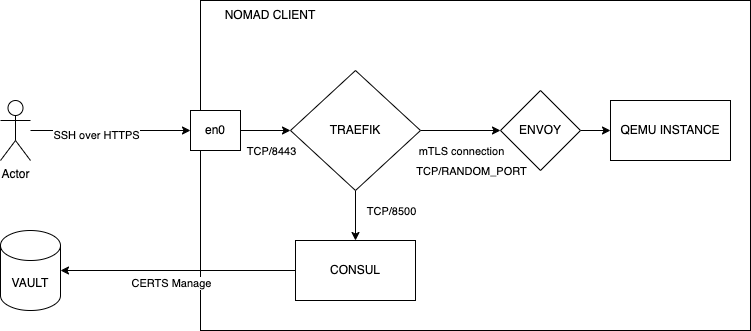 NOMAD CLIENT
SSH over HTTPS
en0
TCP/8443
TRAEFIK
mTLS connection
TCP/RANDOM_PORT
ENVOY
QEMU INSTANCE
Actor
TCP/8500
VAULT
CERTS Manage
CONSUL